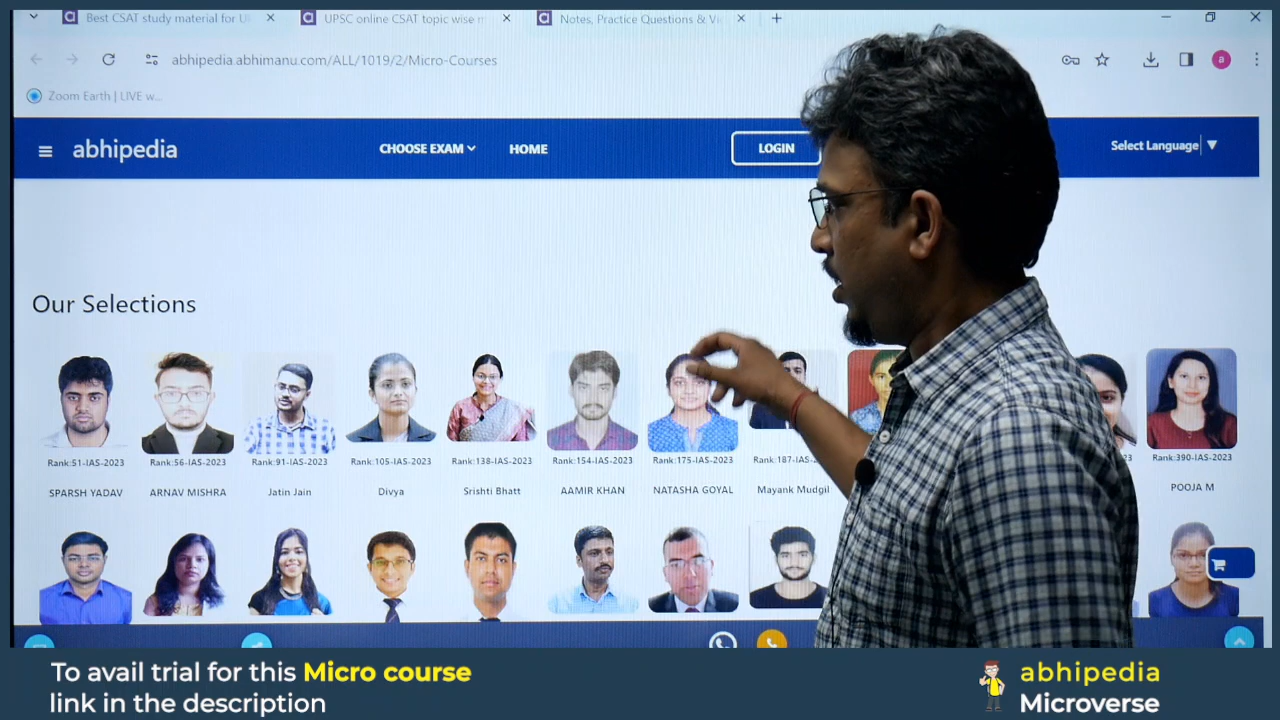 Best CSAT study material for U
UPSC online CSAT topic wise m
Notes, Practice Questions & Vi
abhipedia.abhimanu.com/ALL/1019/2/Micro-Courses
a
Zoom Earth | LIVE w...
abhipedia
CHOOSE EXAM
HOME
LOGIN
Select Language
Our Selections
Rank:51-IAS-2023
Rank:56-IAS-2023
Rank:91-IAS-2023
Rank:105-IAS-2023
Rank:138-IAS-2023
Rank:154-IAS-2023
Rank:175-IAS-2023
Rank:187-IAS-2023
Rank:390-IAS-2023
SPARSH YADAV
ARNAV MISHRA
Jatin Jain
Divya
Srishti Bhatt
AAMIR KHAN
NATASHA GOYAL
Mayank Mudgil
POOJA M
To avail trial for this Micro course
link in the description
abhipedia
Microverse